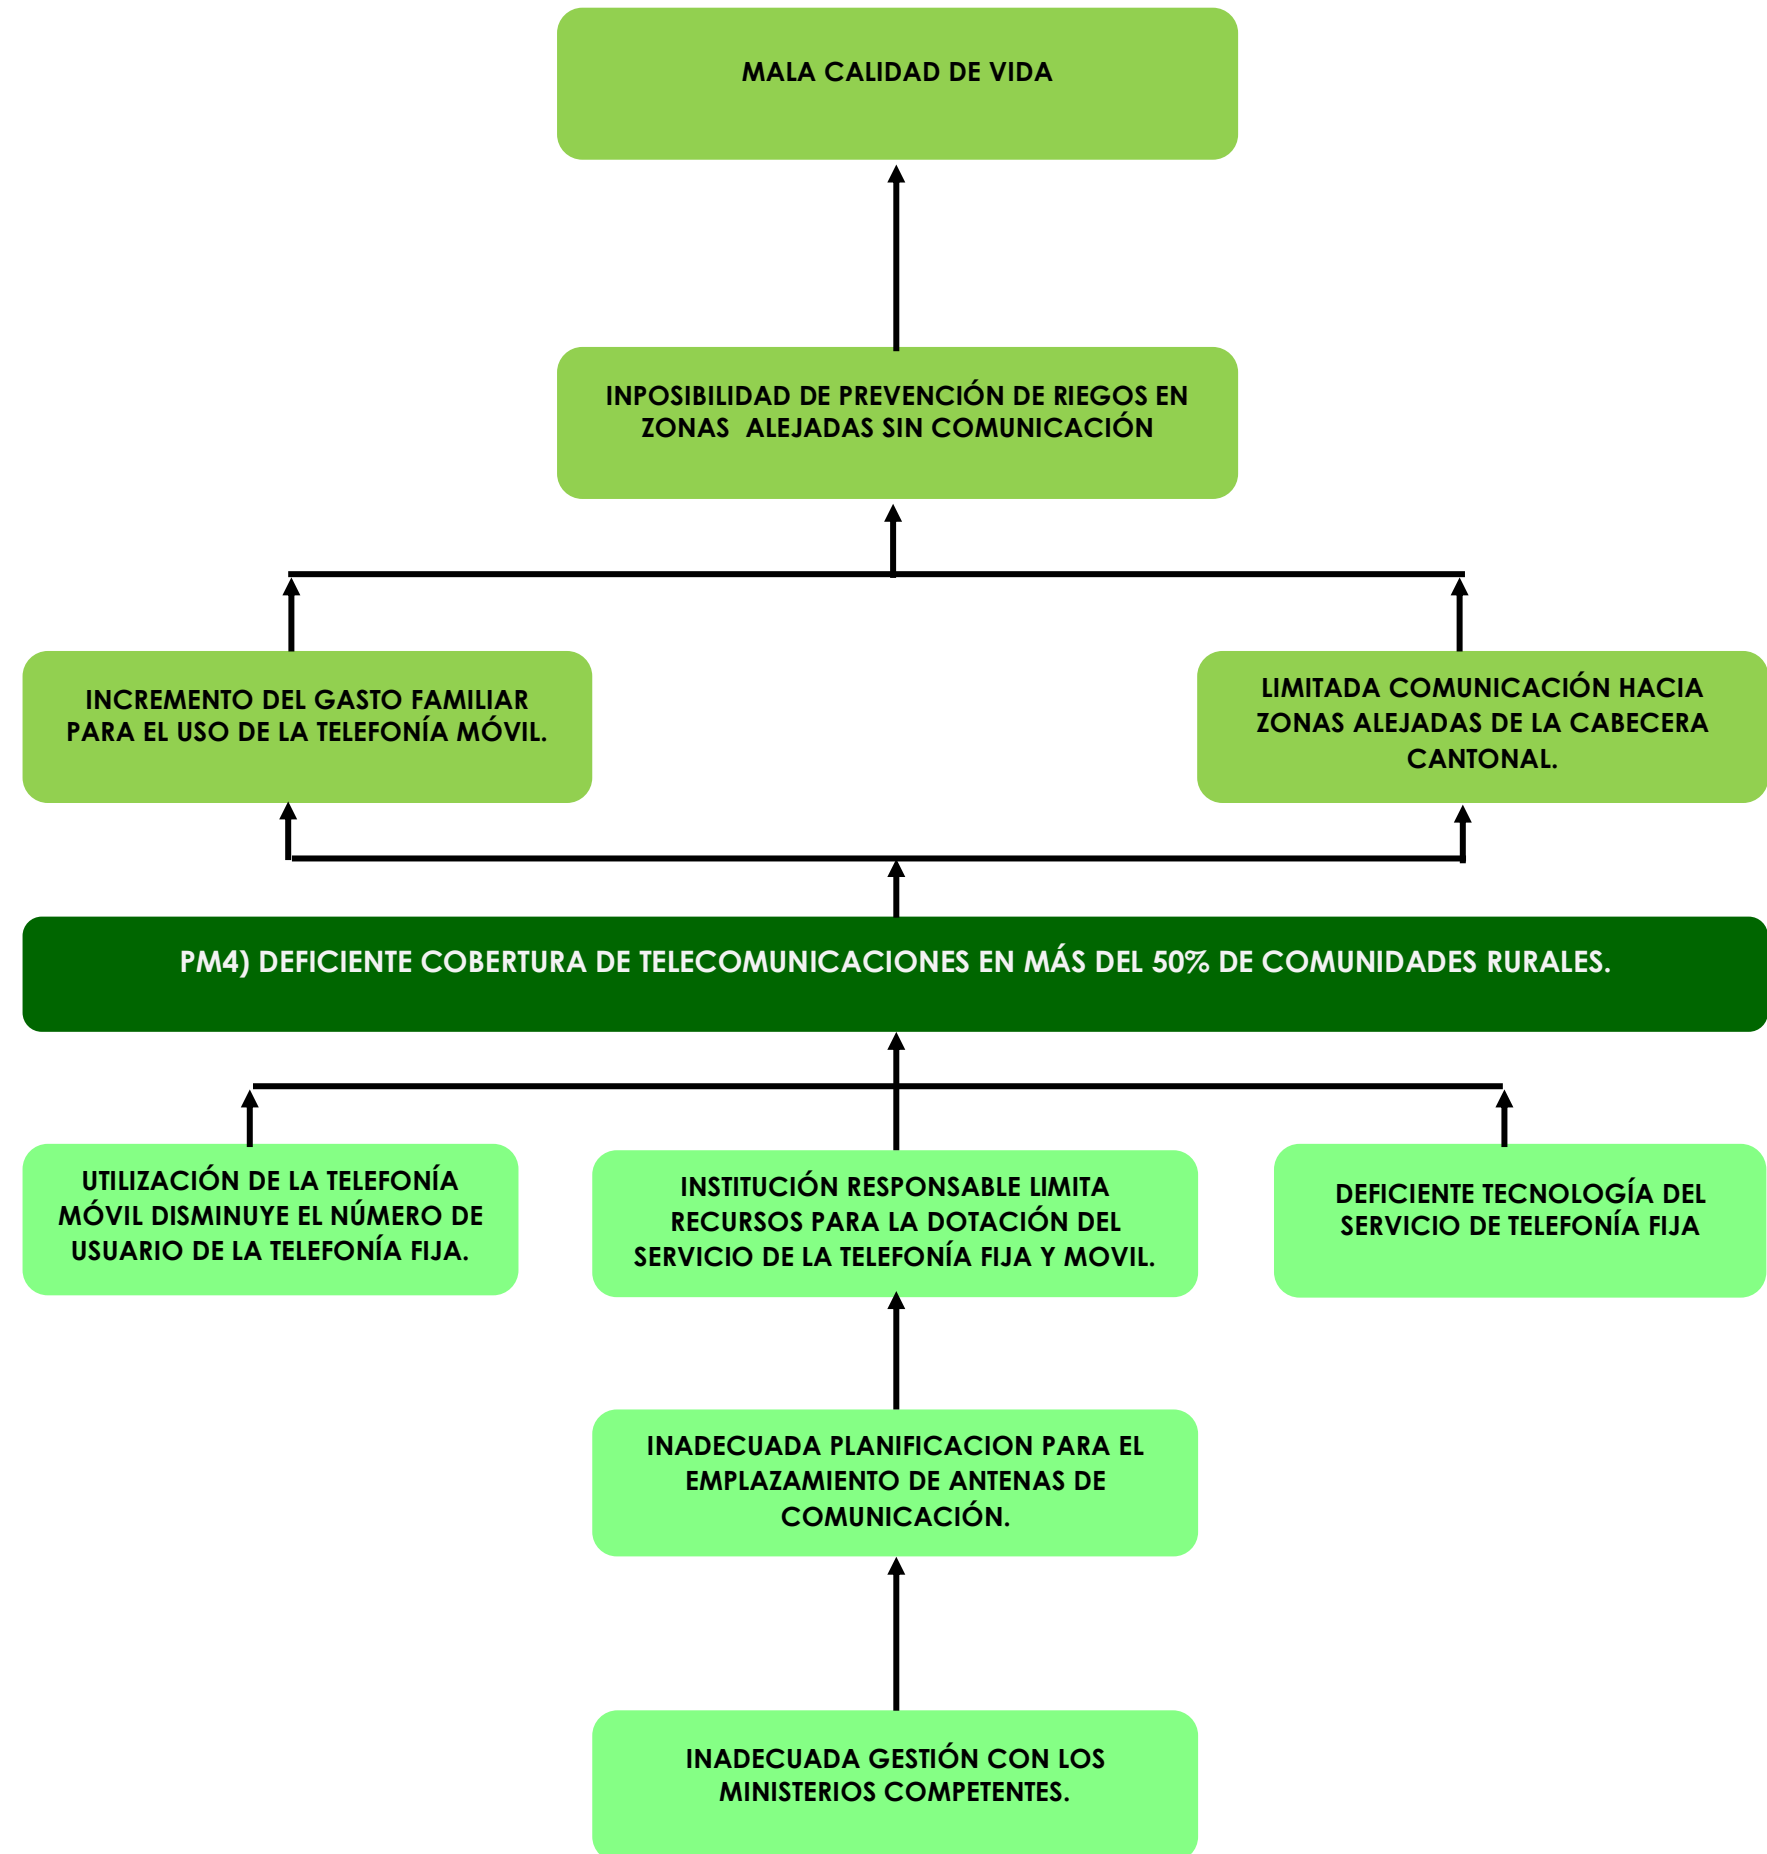 MALA CALIDAD DE VIDA
INPOSIBILIDAD DE PREVENCIÓN DE RIEGOS EN
ZONAS ALEJADAS SIN COMUNICACIÓN
INCREMENTO DEL GASTO FAMILIAR
PARA EL USO DE LA TELEFONÍA MÓVIL.
LIMITADA COMUNICACIÓN HACIA
ZONAS ALEJADAS DE LA CABECERA
CANTONAL.
PM4) DEFICIENTE COBERTURA DE TELECOMUNICACIONES EN MÁS DEL 50% DE COMUNIDADES RURALES.
UTILIZACIÓN DE LA TELEFONÍA
MÓVIL DISMINUYE EL NÚMERO DE
USUARIO DE LA TELEFONÍA FIJA.
INSTITUCIÓN RESPONSABLE LIMITA
RECURSOS PARA LA DOTACIÓN DEL
SERVICIO DE LA TELEFONÍA FIJA Y MOVIL.
DEFICIENTE TECNOLOGÍA DEL
SERVICIO DE TELEFONÍA FIJA
INADECUADA PLANIFICACION PARA EL
EMPLAZAMIENTO DE ANTENAS DE
COMUNICACIÓN.
INADECUADA GESTIÓN CON LOS
MINISTERIOS COMPETENTES.